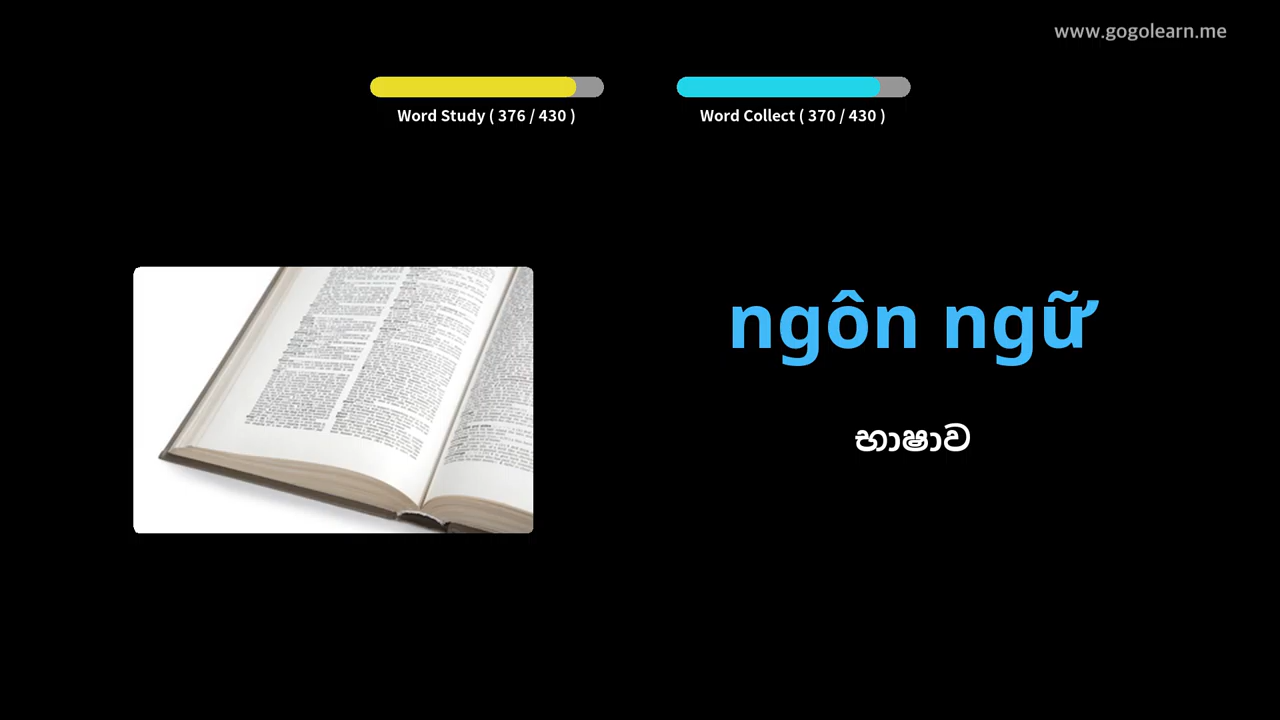 www.gogolearn.me
Word Study ( 376 / 430 )
Word Collect ( 370 / 430 )
ngôn ngữ
භාෂාව